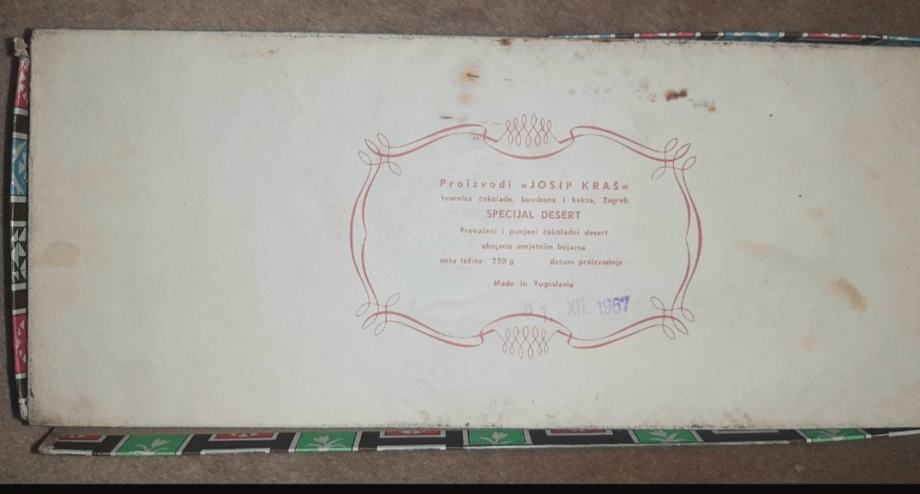 Proizvodi »JOSIP KRAŠ«
tvornica čokolade, bombona i keksa, Zagreb
SPECIJAL DESERT
Prevučeni i punjeni čokoladni desert
obojeno umjetnim bojama
neto težina: 250 g datum proizvodnje:
Made in Yugoslavia
XII. 1967